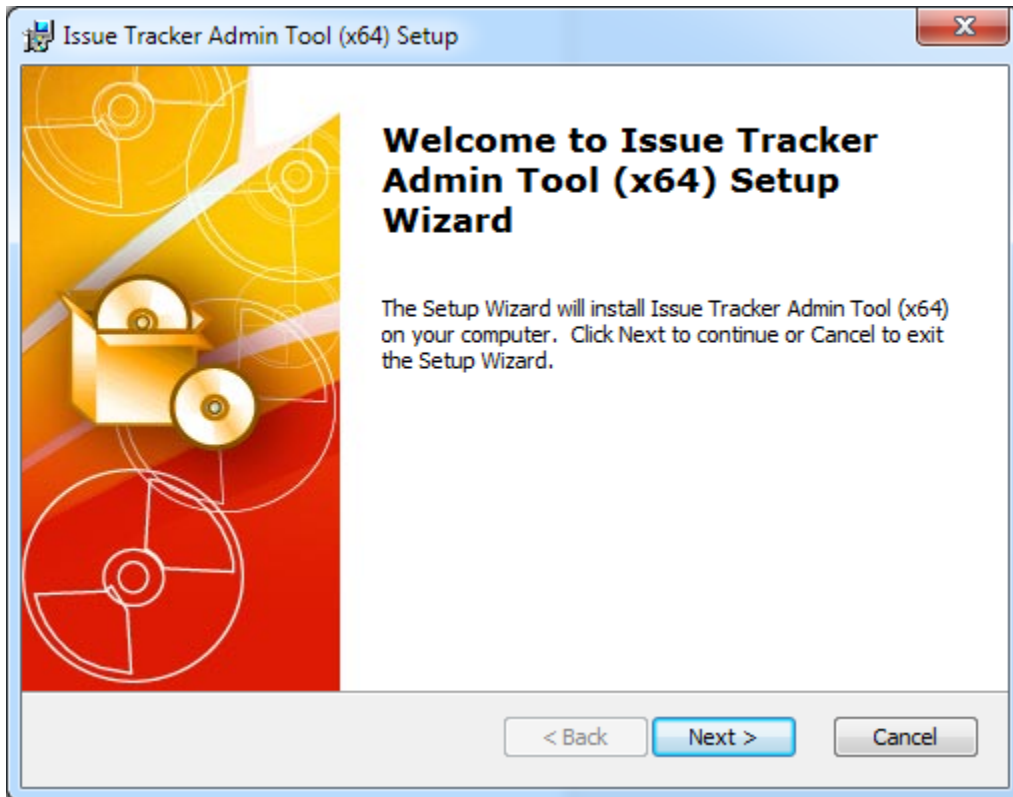 Issue Tracker Admin Tool (x64) Setup
Welcome to Issue Tracker
Admin Tool (x64) Setup
Wizard
The Setup Wizard will install Issue Tracker Admin Tool (x64)
on your computer.  Click Next to continue or Cancel to exit
the Setup Wizard.
< Back
Next >
Cancel